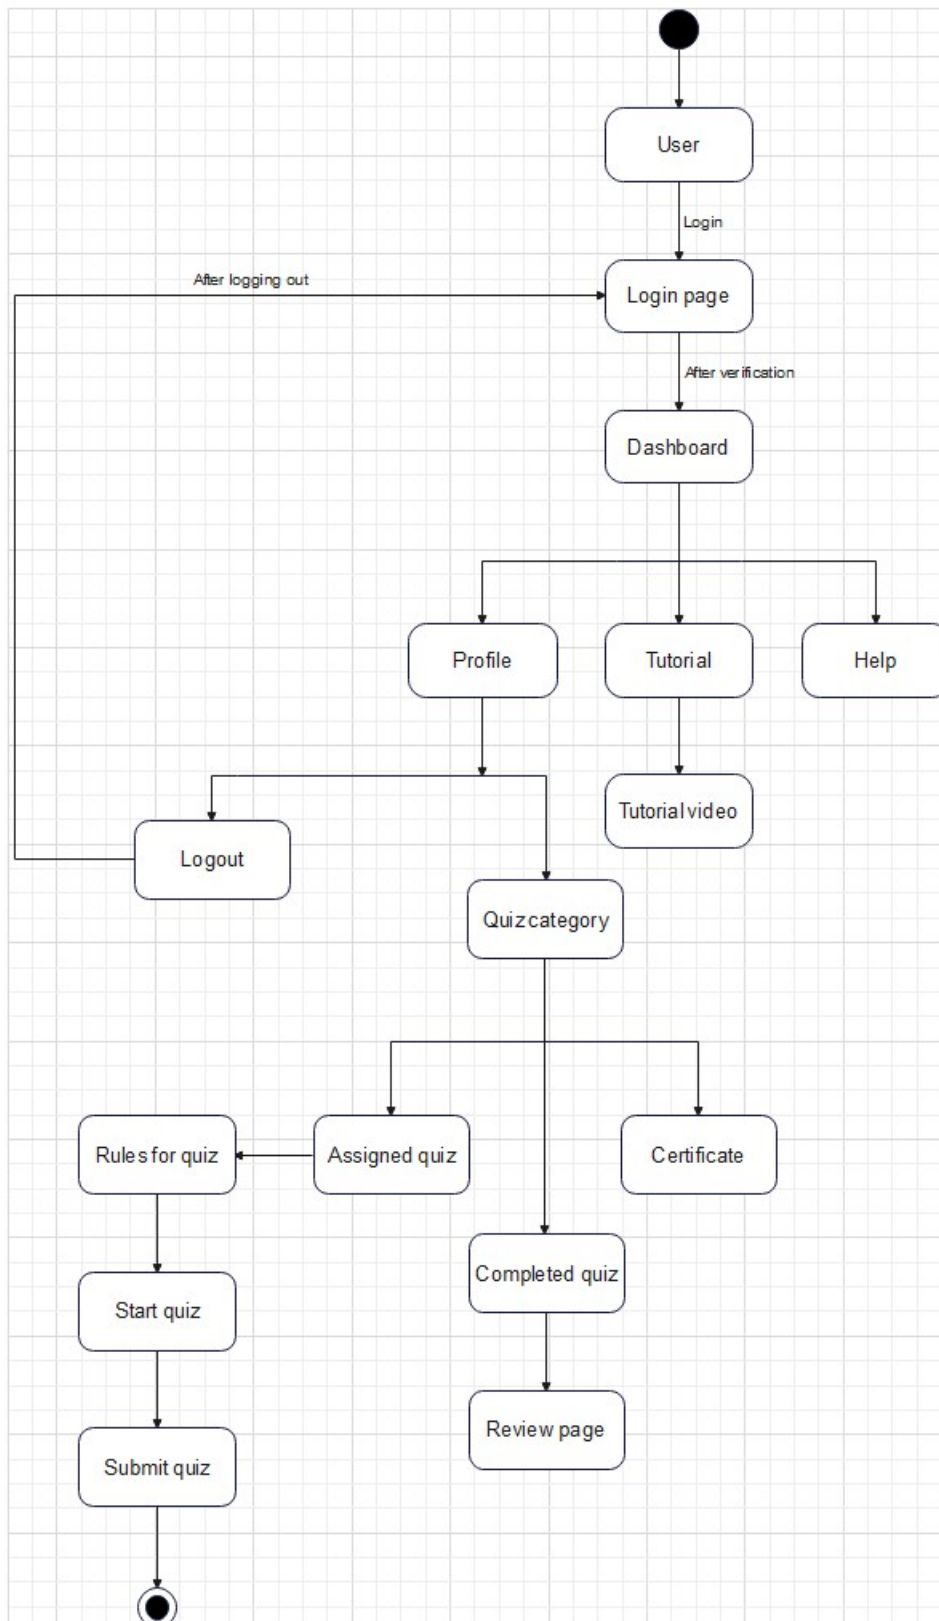 User
Login
After logging out
Login page
After verification
Dashboard
Profile
Tutorial
Help
Tutorial video
Logout
Quiz category
Rules for quiz
Assigned quiz
Certificate
Completed quiz
Start quiz
Review page
Submit quiz